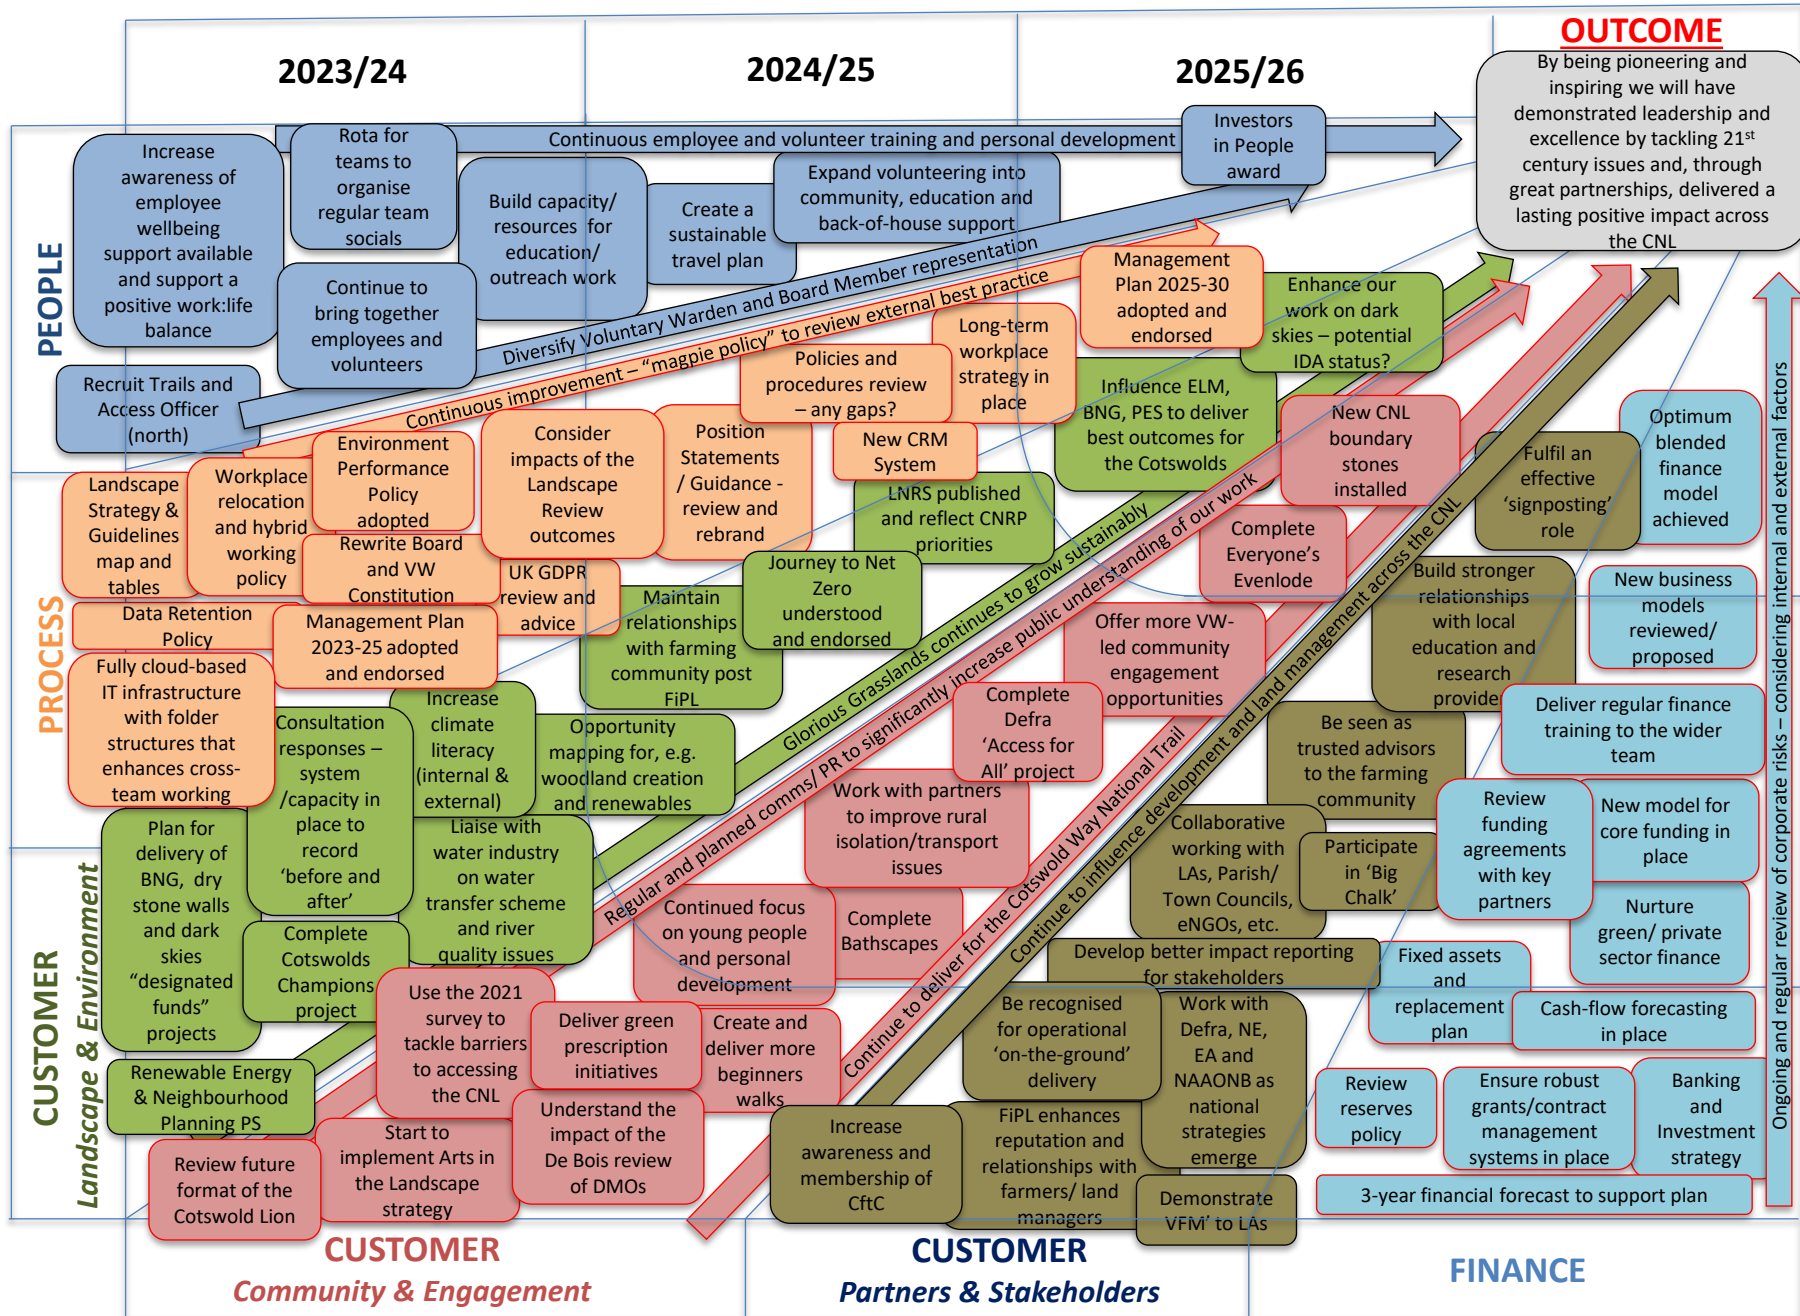 OUTCOME
2023/24
2024/25
2025/26
By being pioneering and
inspiring we will have
demonstrated leadership and
excellence by tackling 21st
century issues and, through
great partnerships, delivered a
lasting positive impact across
the CNL
PEOPLE
Continuous employee and volunteer training and personal development
Investors
in People
award
Increase
awareness of
employee
wellbeing
support available
and support a
positive work:life
balance
Rota for
teams to
organise
regular team
socials
Build capacity/
resources for
education/
outreach work
Create a
sustainable
travel plan
Expand volunteering into
community, education and
back-of-house support
Continue to
bring together
employees and
volunteers
Recruit Trails and
Access Officer
(north)
Diversify Voluntary Warden and Board Member representation
Continuous improvement – “magpie policy” to review external best practice
PROCESS
Management
Plan 2025-30
adopted and
endorsed
Long-term
workplace
strategy in
place
Policies and
procedures review
– any gaps?
New CRM
System
Position
Statements
/ Guidance -
review and
rebrand
Consider
impacts of the
Landscape
Review
outcomes
Environment
Performance
Policy
adopted
Workplace
relocation
and hybrid
working
policy
Landscape
Strategy &
Guidelines
map and
tables
Rewrite Board
and VW
Constitution
UK GDPR
review and
advice
Data Retention
Policy
Management Plan
2023-25 adopted
and endorsed
Fully cloud-based
IT infrastructure
with folder
structures that
enhances cross-
team working
Enhance our
work on dark
skies – potential
IDA status?
Influence ELM,
BNG, PES to deliver
best outcomes for
the Cotswolds
LNRS published
and reflect CNRP
priorities
Journey to Net
Zero
understood
and endorsed
Maintain
relationships
with farming
community post
FiPL
Increase
climate
literacy
(internal &
external)
Opportunity
mapping for, e.g.
woodland creation
and renewables
Consultation
responses –
system
/capacity in
place to
record
‘before and
after’
Liaise with
water industry
on water
transfer scheme
and river
quality issues
Plan for
delivery of
BNG, dry
stone walls
and dark
skies
“designated
funds”
projects
Complete
Cotswolds
Champions
project
Renewable Energy
& Neighbourhood
Planning PS
Glorious Grasslands continues to grow sustainably
CUSTOMER
Landscape & Environment
Regular and planned comms/ PR to significantly increase public understanding of our work
New CNL
boundary
stones
installed
Complete
Everyone’s
Evenlode
Offer more VW-
led community
engagement
opportunities
Complete
Defra
‘Access for
All’ project
Work with partners
to improve rural
isolation/transport
issues
Continued focus
on young people
and personal
development
Complete
Bathscapes
Use the 2021
survey to
tackle barriers
to accessing
the CNL
Deliver green
prescription
initiatives
Create and
deliver more
beginners
walks
Understand the
impact of the
De Bois review
of DMOs
Start to
implement Arts in
the Landscape
strategy
Review future
format of the
Cotswold Lion
Continue to deliver for the Cotswold Way National Trail
Continue to influence development and land management across the CNL
Fulfil an
effective
‘signposting’
role
Build stronger
relationships
with local
education and
research
provider
Be seen as
trusted advisors
to the farming
community
Collaborative
working with
LAs, Parish/
Town Councils,
eNGOs, etc.
Participate
in ‘Big
Chalk’
Develop better impact reporting
for stakeholders
Be recognised
for operational
‘on-the-ground’
delivery
Work with
Defra, NE,
EA and
NAAONB as
national
strategies
emerge
Increase
awareness and
membership of
CftC
FiPL enhances
reputation and
relationships with
farmers/ land
managers
Demonstrate
VFM’ to LAs
Optimum
blended
finance
model
achieved
New business
models
reviewed/
proposed
Deliver regular finance
training to the wider
team
Review
funding
agreements
with key
partners
New model for
core funding in
place
Nurture
green/ private
sector finance
Fixed assets
and
replacement
plan
Cash-flow forecasting
in place
Review
reserves
policy
Ensure robust
grants/contract
management
systems in place
Banking
and
Investment
strategy
3-year financial forecast to support plan
Ongoing and regular review of corporate risks – considering internal and external factors
CUSTOMER
Community & Engagement
CUSTOMER
Partners & Stakeholders
FINANCE